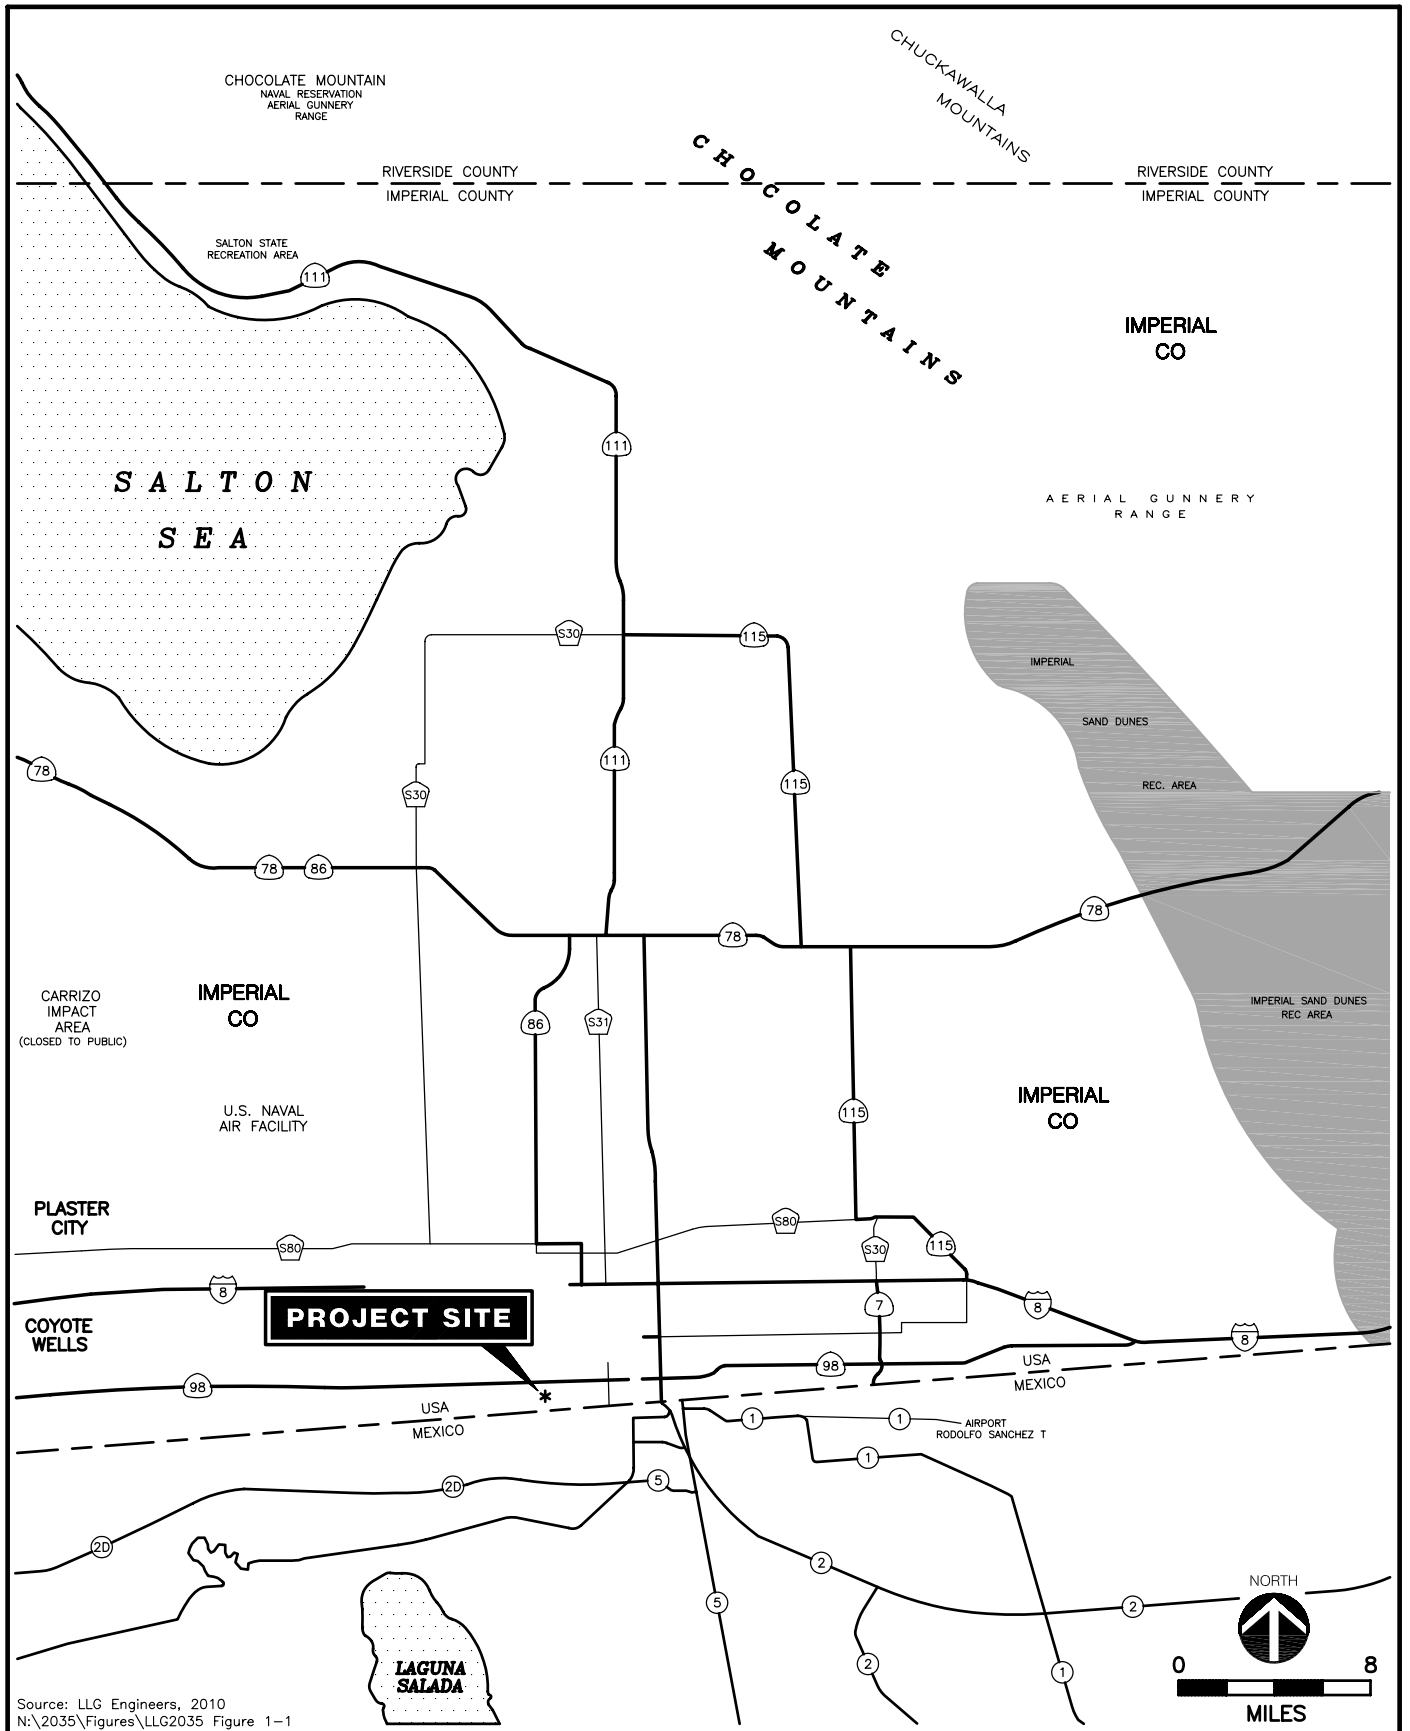 CHUCKAWALLA
MOUNTAINS
CHOCOLATE MOUNTAIN
NAVAL RESERVATION
AERIAL GUNNERY
RANGE
CHOCOLATE
MOUNTAINS
RIVERSIDE COUNTY
IMPERIAL COUNTY
RIVERSIDE COUNTY
IMPERIAL COUNTY
SALTON STATE
RECREATION AREA
111
IMPERIAL
CO
111
SALTON
SEA
AERIAL GUNNERY
RANGE
S30
115
IMPERIAL
SAND DUNES
REC. AREA
78
111
S30
115
78
86
78
78
CARRIZO
IMPACT
AREA
(CLOSED TO PUBLIC)
IMPERIAL
CO
86
S31
IMPERIAL SAND DUNES
REC AREA
U.S. NAVAL
AIR FACILITY
115
IMPERIAL
CO
PLASTER
CITY
S80
S80
S30
115
8
7
8
8
COYOTE
WELLS
PROJECT SITE
*
98
98
USA
MEXICO
USA
MEXICO
1
1
AIRPORT
RODOLFO SANCHEZ T
1
2D
5
2D
2
5
2
2
1
LAGUNA
SALADA
NORTH
0
8
MILES
Source: LLG Engineers, 2010
N:\2035\Figures\LLG2035 Figure 1-1